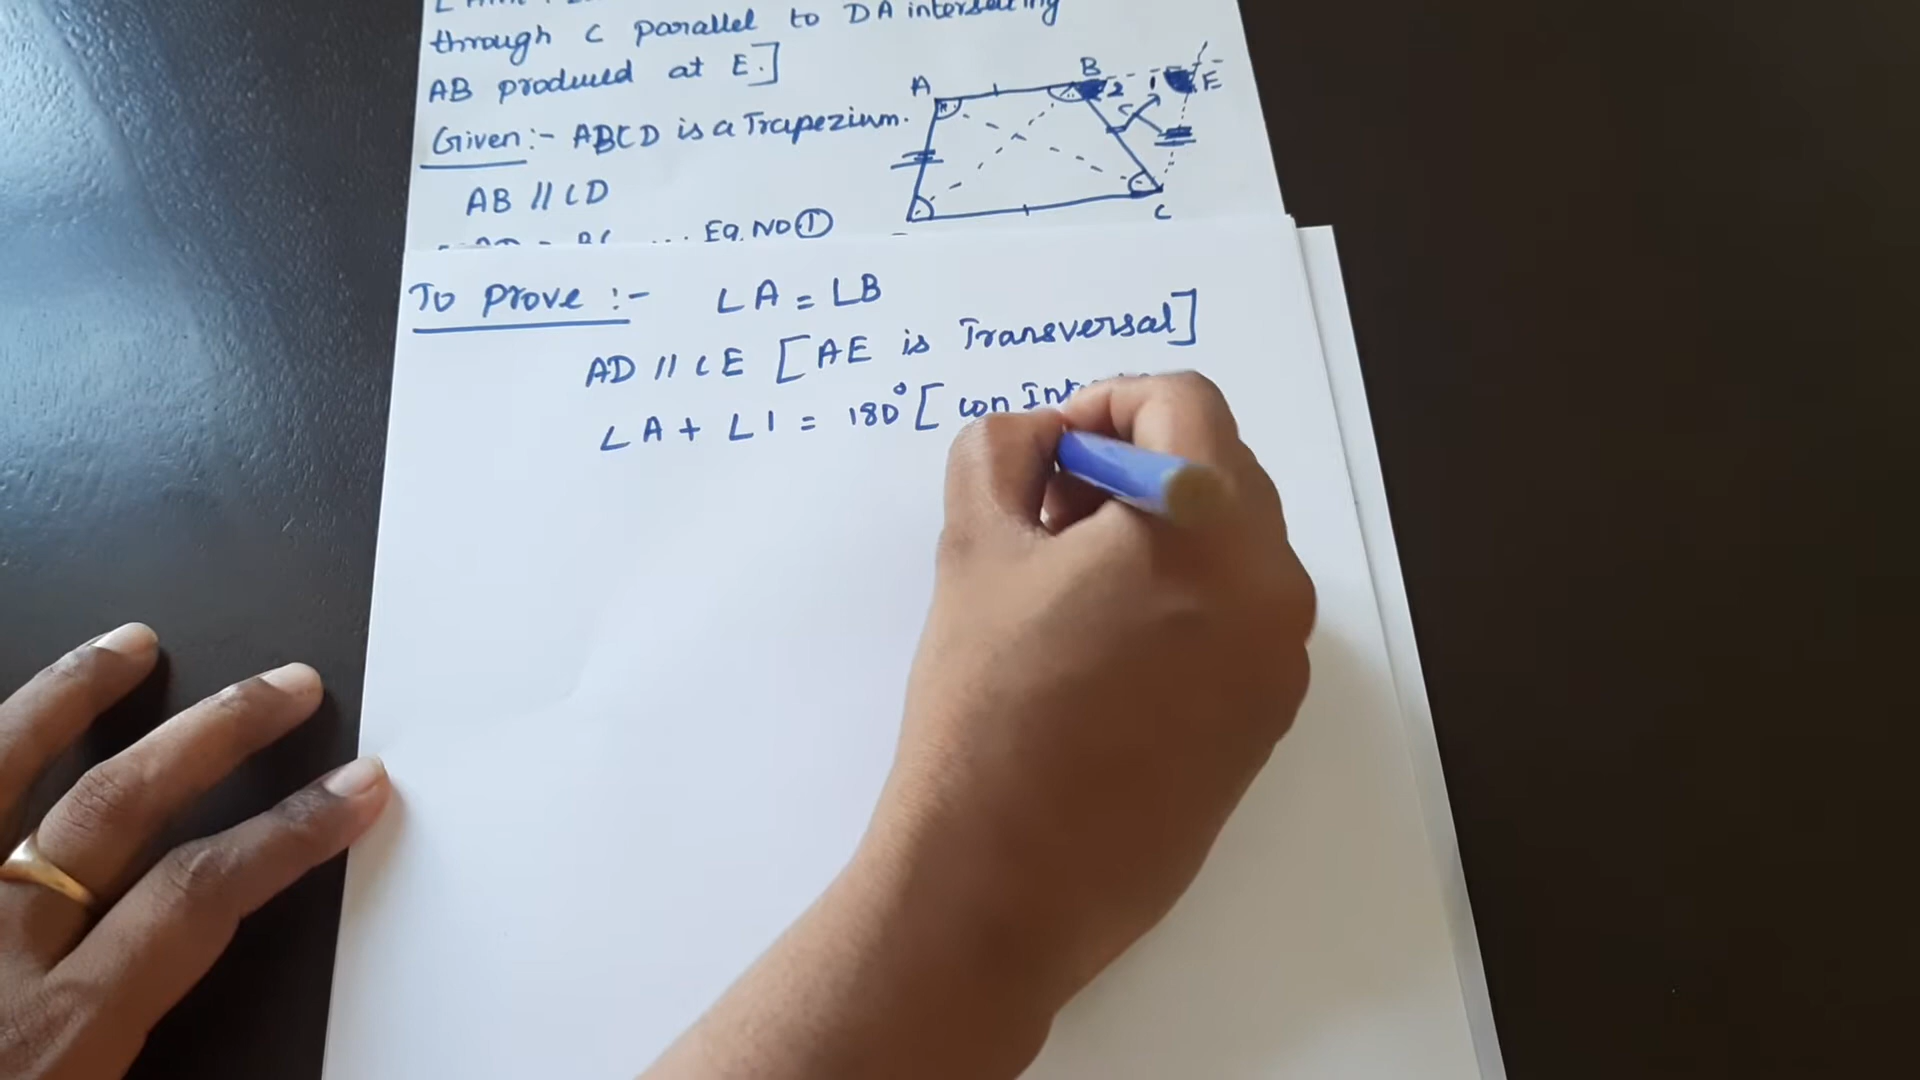 through C parallel to DA intersecting
AB produced at E.]
Given :- ABCD is a Trapezium.
AB // CD
... Eq. NO ①
A
B
2
1
E
C
To prove :- ∠A = ∠B
AD // CE [AE is Transversal]
∠A + ∠1 = 180° [con